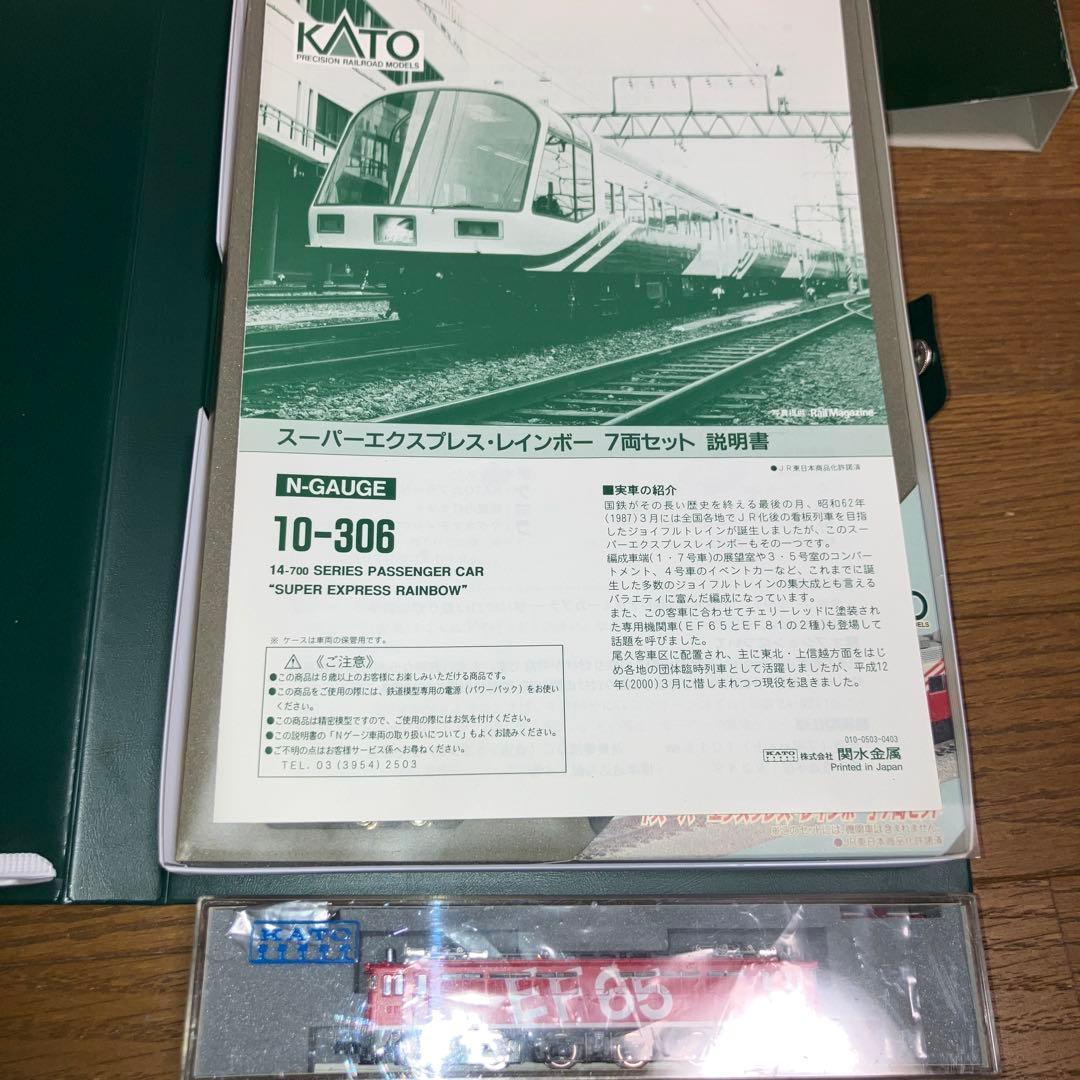 KATO
PRECISION RAILROAD MODELS
写真提供 Rail Magazine
スーパーエクスプレス・レインボー 7両セット 説明書
●JR東日本商品化許諾済
N-GAUGE
10-306
14-700 SERIES PASSENGER CAR
"SUPER EXPRESS RAINBOW"
※ ケースは車両の保管用です。
⚠《ご注意》
●この商品は8歳以上のお客様にお楽しみいただける商品です。
●この商品をご使用の際には、鉄道模型専用の電源（パワーパック）をお使い
ください。
●この商品は精密模型ですので、ご使用の際にはお気を付けください。
●この説明書の「Nゲージ車両の取り扱いについて」もよくお読みください。
●ご不明の点はお客様サービス係へお尋ねください。
TEL. 03 (3954) 2503
■実車の紹介
国鉄がその長い歴史を終える最後の月、昭和62年
(1987)3月には全国各地でJR化後の看板列車を目指
したジョイフルトレインが誕生しましたが、このスー
パーエクスプレスレインボーもその一つです。
編成車端(1・7号車)の展望室や3・5号室のコンパー
トメント、4号車のイベントカーなど、これまでに誕
生した多数のジョイフルトレインの集大成とも言える
バラエティに富んだ編成になっています。
また、この客車に合わせてチェリーレッドに塗装され
た専用機関車(EF65とEF81の2種)も登場して
話題を呼びました。
尾久客車区に配置され、主に東北・上信越方面をはじ
め各地の団体臨時列車として活躍しましたが、平成12
年(2000)3月に惜しまれつつ現役を退きました。
010-0503-0403
KATO 株式会社 関水金属
Printed in Japan
このセットには、機関車は含まれません。
●JR東日本商品化許諾済
KATO
EF65